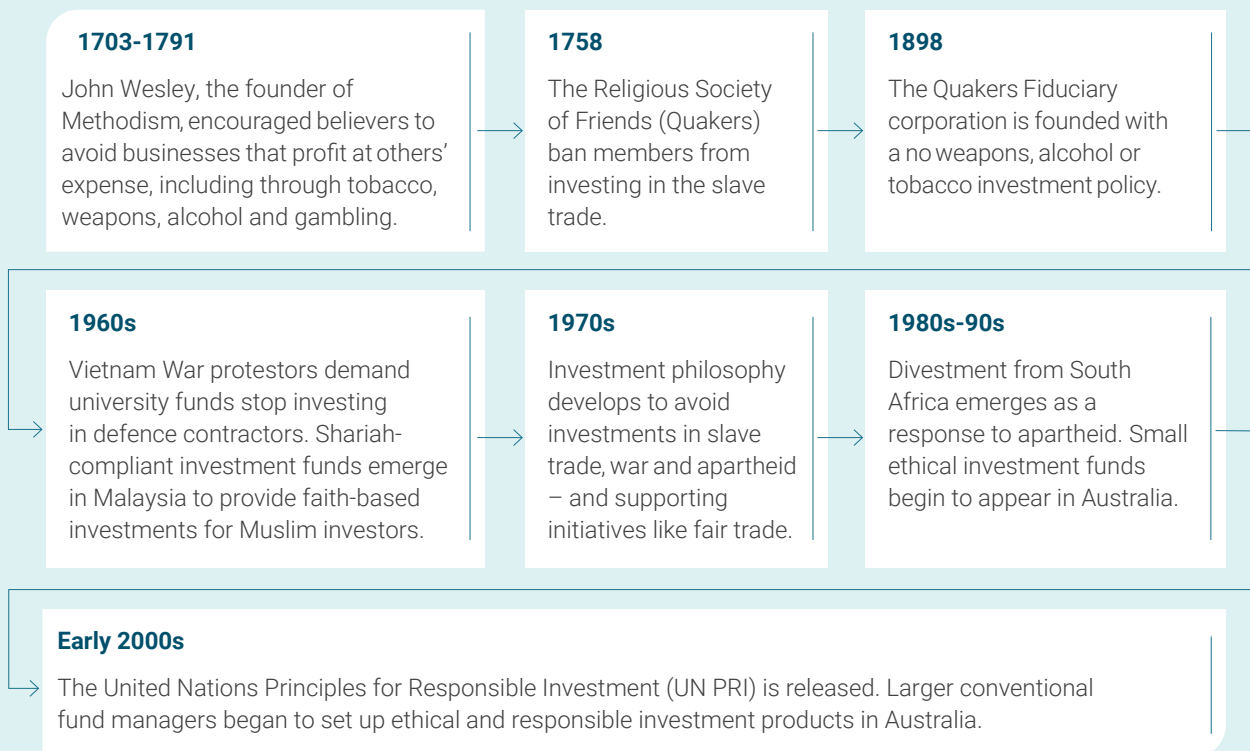 1703-1791
John Wesley, the founder of
Methodism, encouraged believers to
avoid businesses that profit at others’
expense, including through tobacco,
weapons, alcohol and gambling.
1758
The Religious Society
of Friends (Quakers)
ban members from
investing in the slave
trade.
1898
The Quakers Fiduciary
corporation is founded with
a no weapons, alcohol or
tobacco investment policy.
1960s
Vietnam War protestors demand
university funds stop investing
in defence contractors. Shariah-
compliant investment funds emerge
in Malaysia to provide faith-based
investments for Muslim investors.
1970s
Investment philosophy
develops to avoid
investments in slave
trade, war and apartheid
– and supporting
initiatives like fair trade.
1980s-90s
Divestment from South
Africa emerges as a
response to apartheid. Small
ethical investment funds
begin to appear in Australia.
Early 2000s
The United Nations Principles for Responsible Investment (UN PRI) is released. Larger conventional
fund managers began to set up ethical and responsible investment products in Australia.